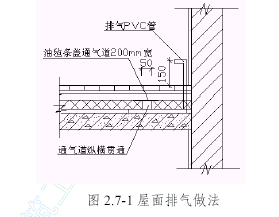 排气PVC管
油毡条盖通气道200mm宽
50
150
通气道纵横贯通
图 2.7-1 屋面排气做法